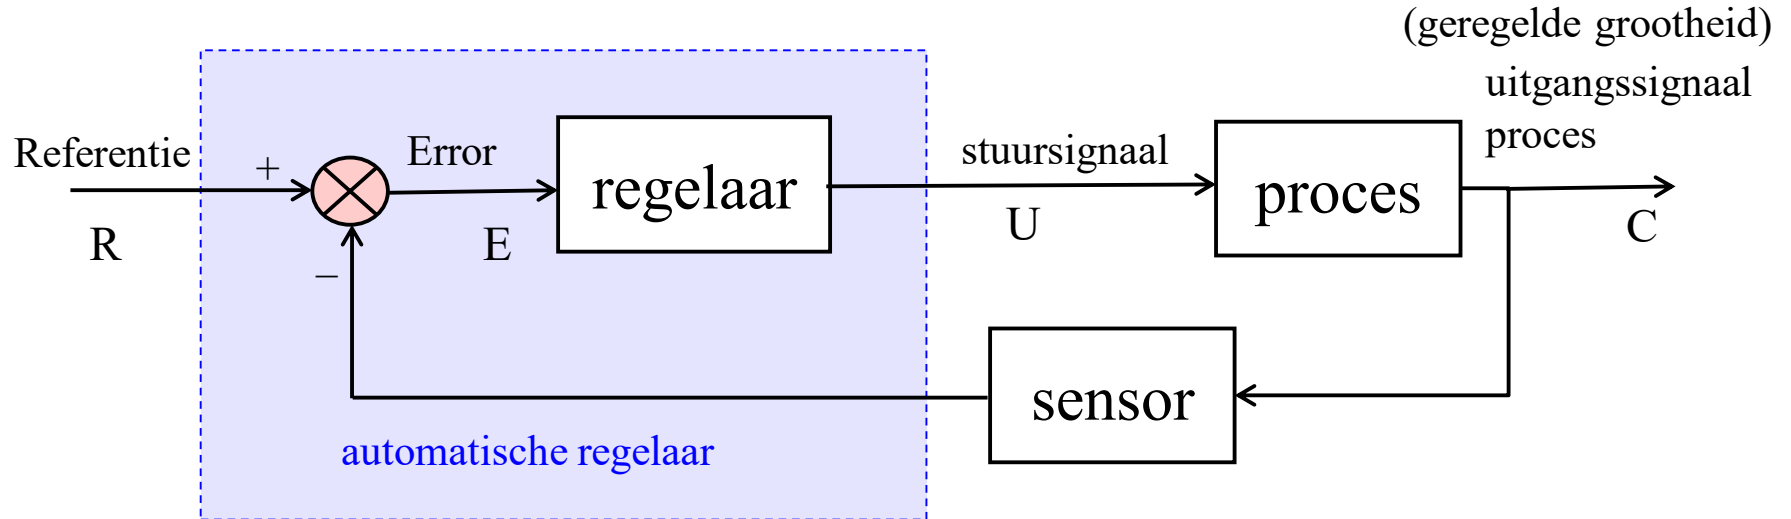 (geregelde grootheid)
uitgangssignaal
proces
Referentie
+
Error
regelaar
stuursignaal
proces
R
E
U
C
−
sensor
automatische regelaar